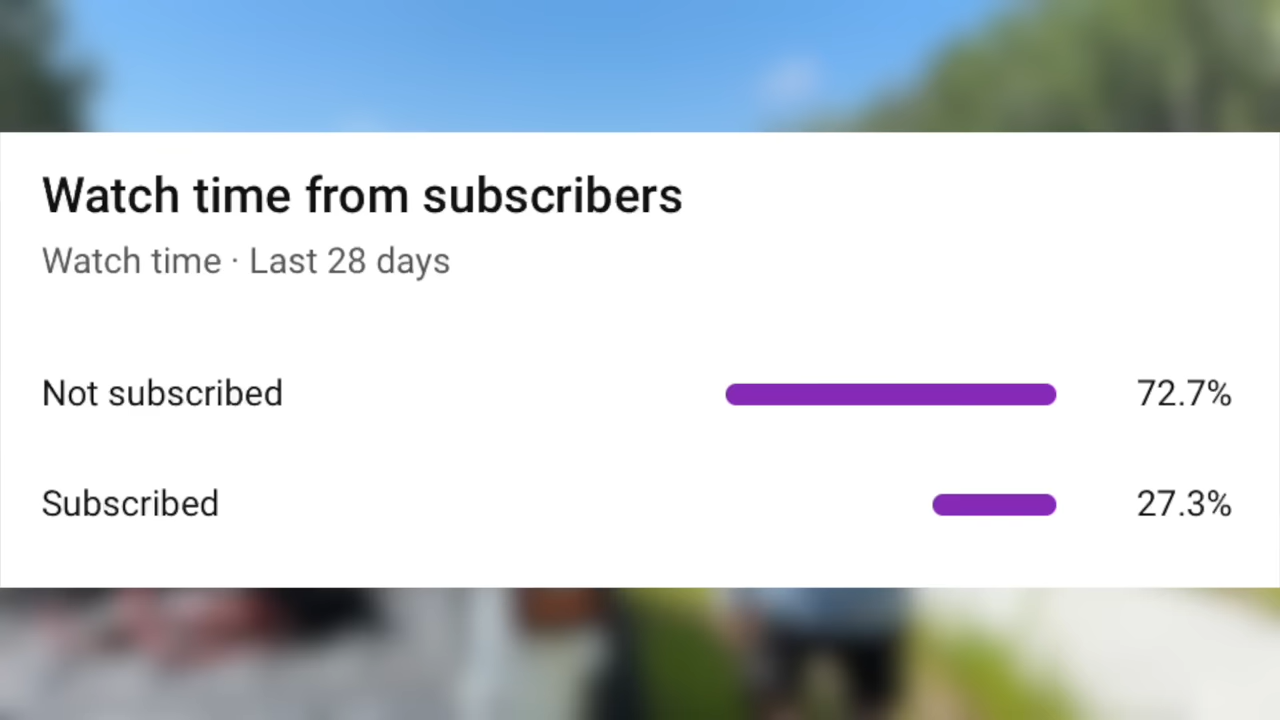 Watch time from subscribers
Watch time · Last 28 days
Not subscribed 72.7%
Subscribed 27.3%